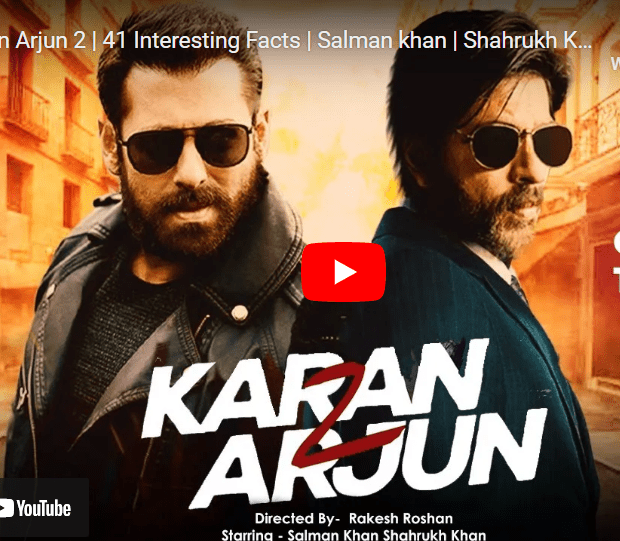 n Arjun 2 | 41 Interesting Facts | Salman khan | Shahrukh K...
W
KARAN
2
ARJUN
YouTube
Directed By- Rakesh Roshan
Starring - Salman Khan Shahrukh Khan